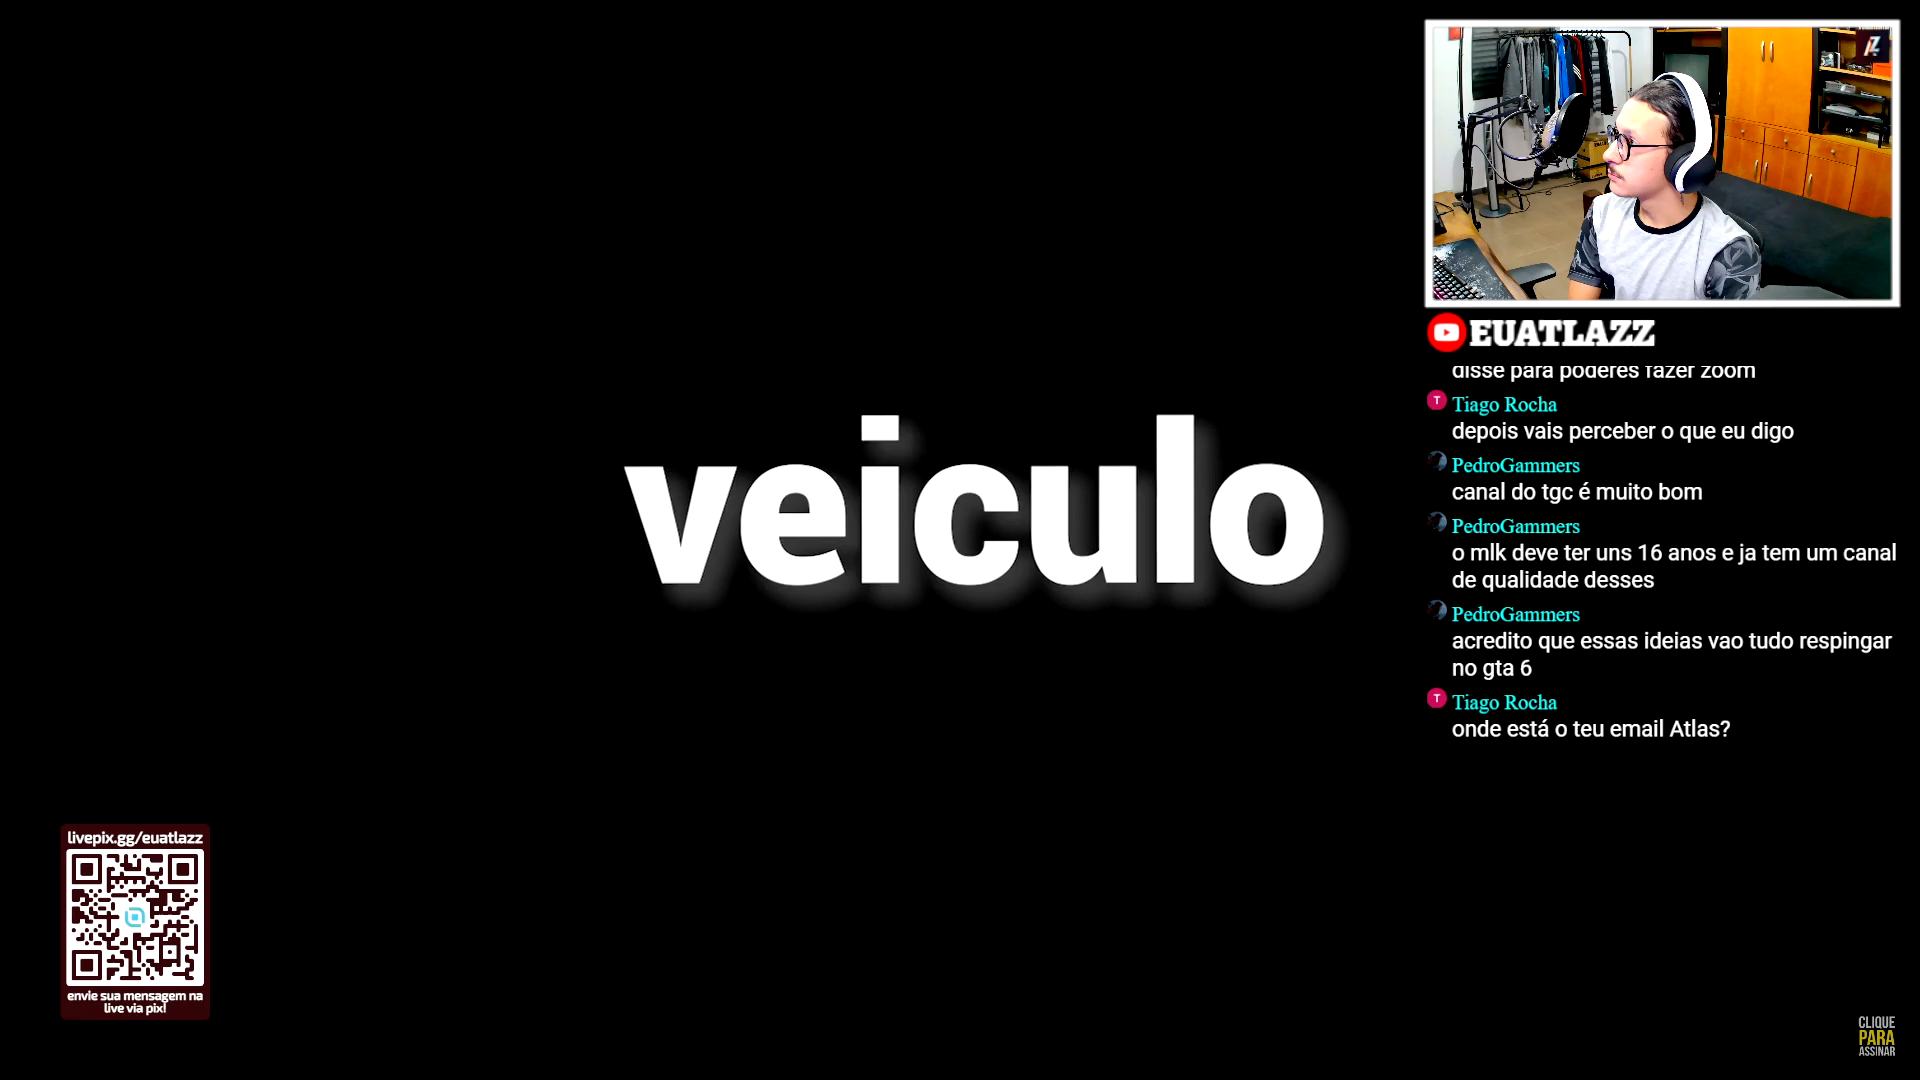 veiculo
EUATLAZZ
disse para poderes fazer zoom
T Tiago Rocha
depois vais perceber o que eu digo
PedroGammers
canal do tgc é muito bom
PedroGammers
o mlk deve ter uns 16 anos e ja tem um canal
de qualidade desses
PedroGammers
acredito que essas ideias vao tudo respingar
no gta 6
T Tiago Rocha
onde está o teu email Atlas?
livepix.gg/euatlazz
envie sua mensagem na
live via pix!
CLIQUE
PARA
ASSINAR